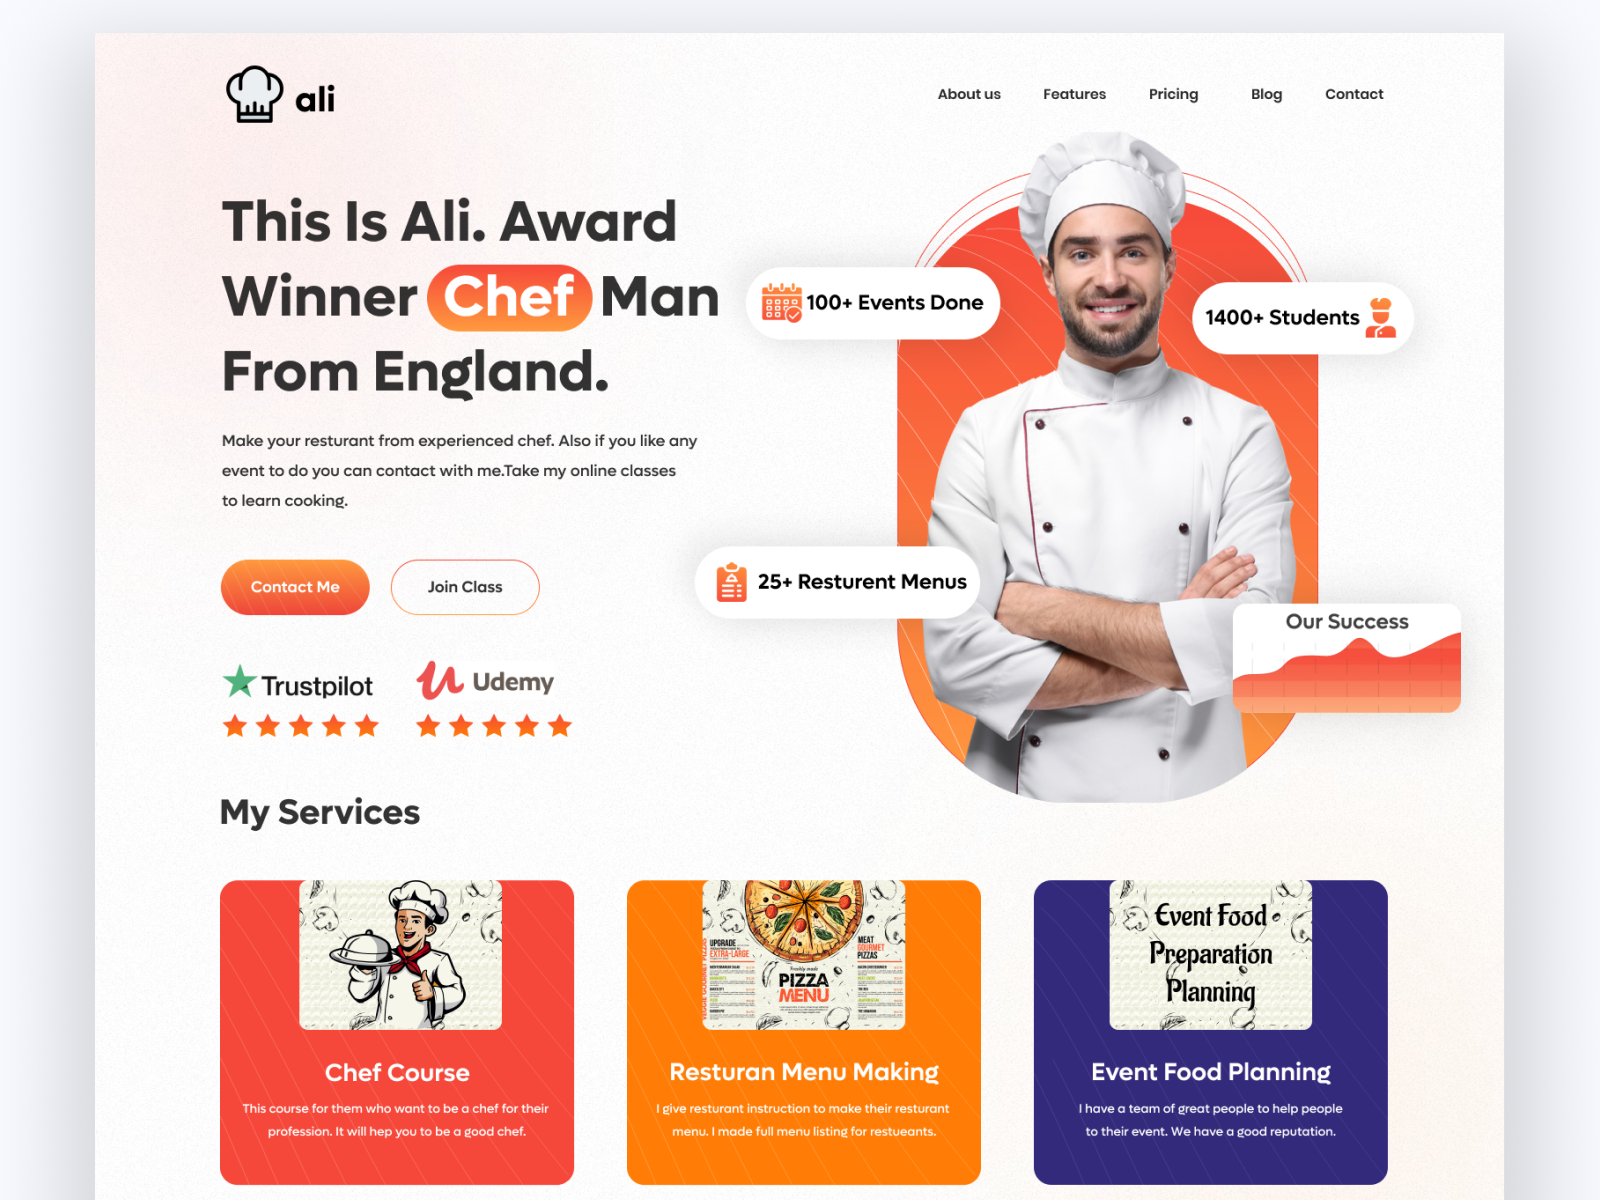 ali
About us
Features
Pricing
Blog
Contact
This Is Ali. Award
Winner Chef Man
From England.
Make your resturant from experienced chef. Also if you like any
event to do you can contact with me.Take my online classes
to learn cooking.
Contact Me
Join Class
Trustpilot
Udemy
100+ Events Done
1400+ Students
25+ Resturent Menus
Our Success
My Services
Chef Course
This course for them who want to be a chef for their
profession. It will hep you to be a good chef.
UPGRADE
EXTRA-LARGE
PIZZA
MENU
MEAT
GOURMET
PIZZAS
Resturan Menu Making
I give resturant instruction to make their resturant
menu. I made full menu listing for restueants.
Event Food
Preparation
Planning
Event Food Planning
I have a team of great people to help people
to their event. We have a good reputation.